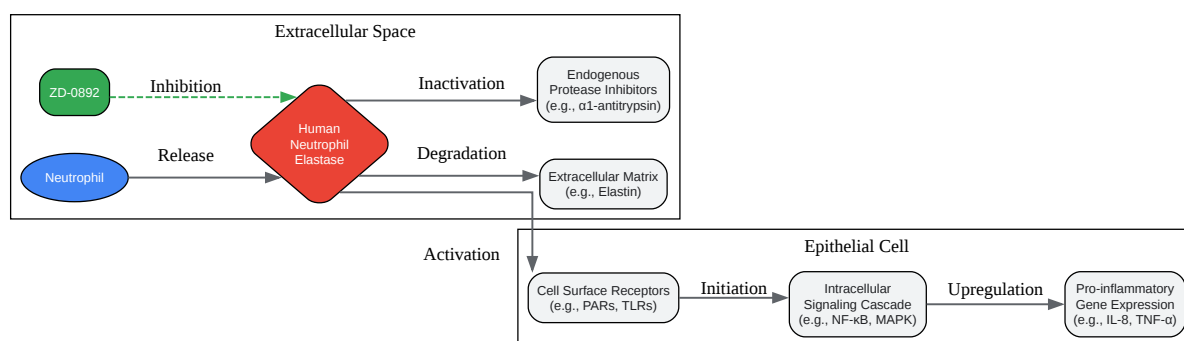 Extracellular Space
ZD-0892
Inhibition
Human
Neutrophil
Elastase
Inactivation
Endogenous
Protease Inhibitors
(e.g., α1-antitrypsin)
Neutrophil
Release
Degradation
Extracellular Matrix
(e.g., Elastin)
Activation
Epithelial Cell
Cell Surface Receptors
(e.g., PARs, TLRs)
Initiation
Intracellular
Signaling Cascade
(e.g., NF-κB, MAPK)
Upregulation
Pro-inflammatory
Gene Expression
(e.g., IL-8, TNF-α)